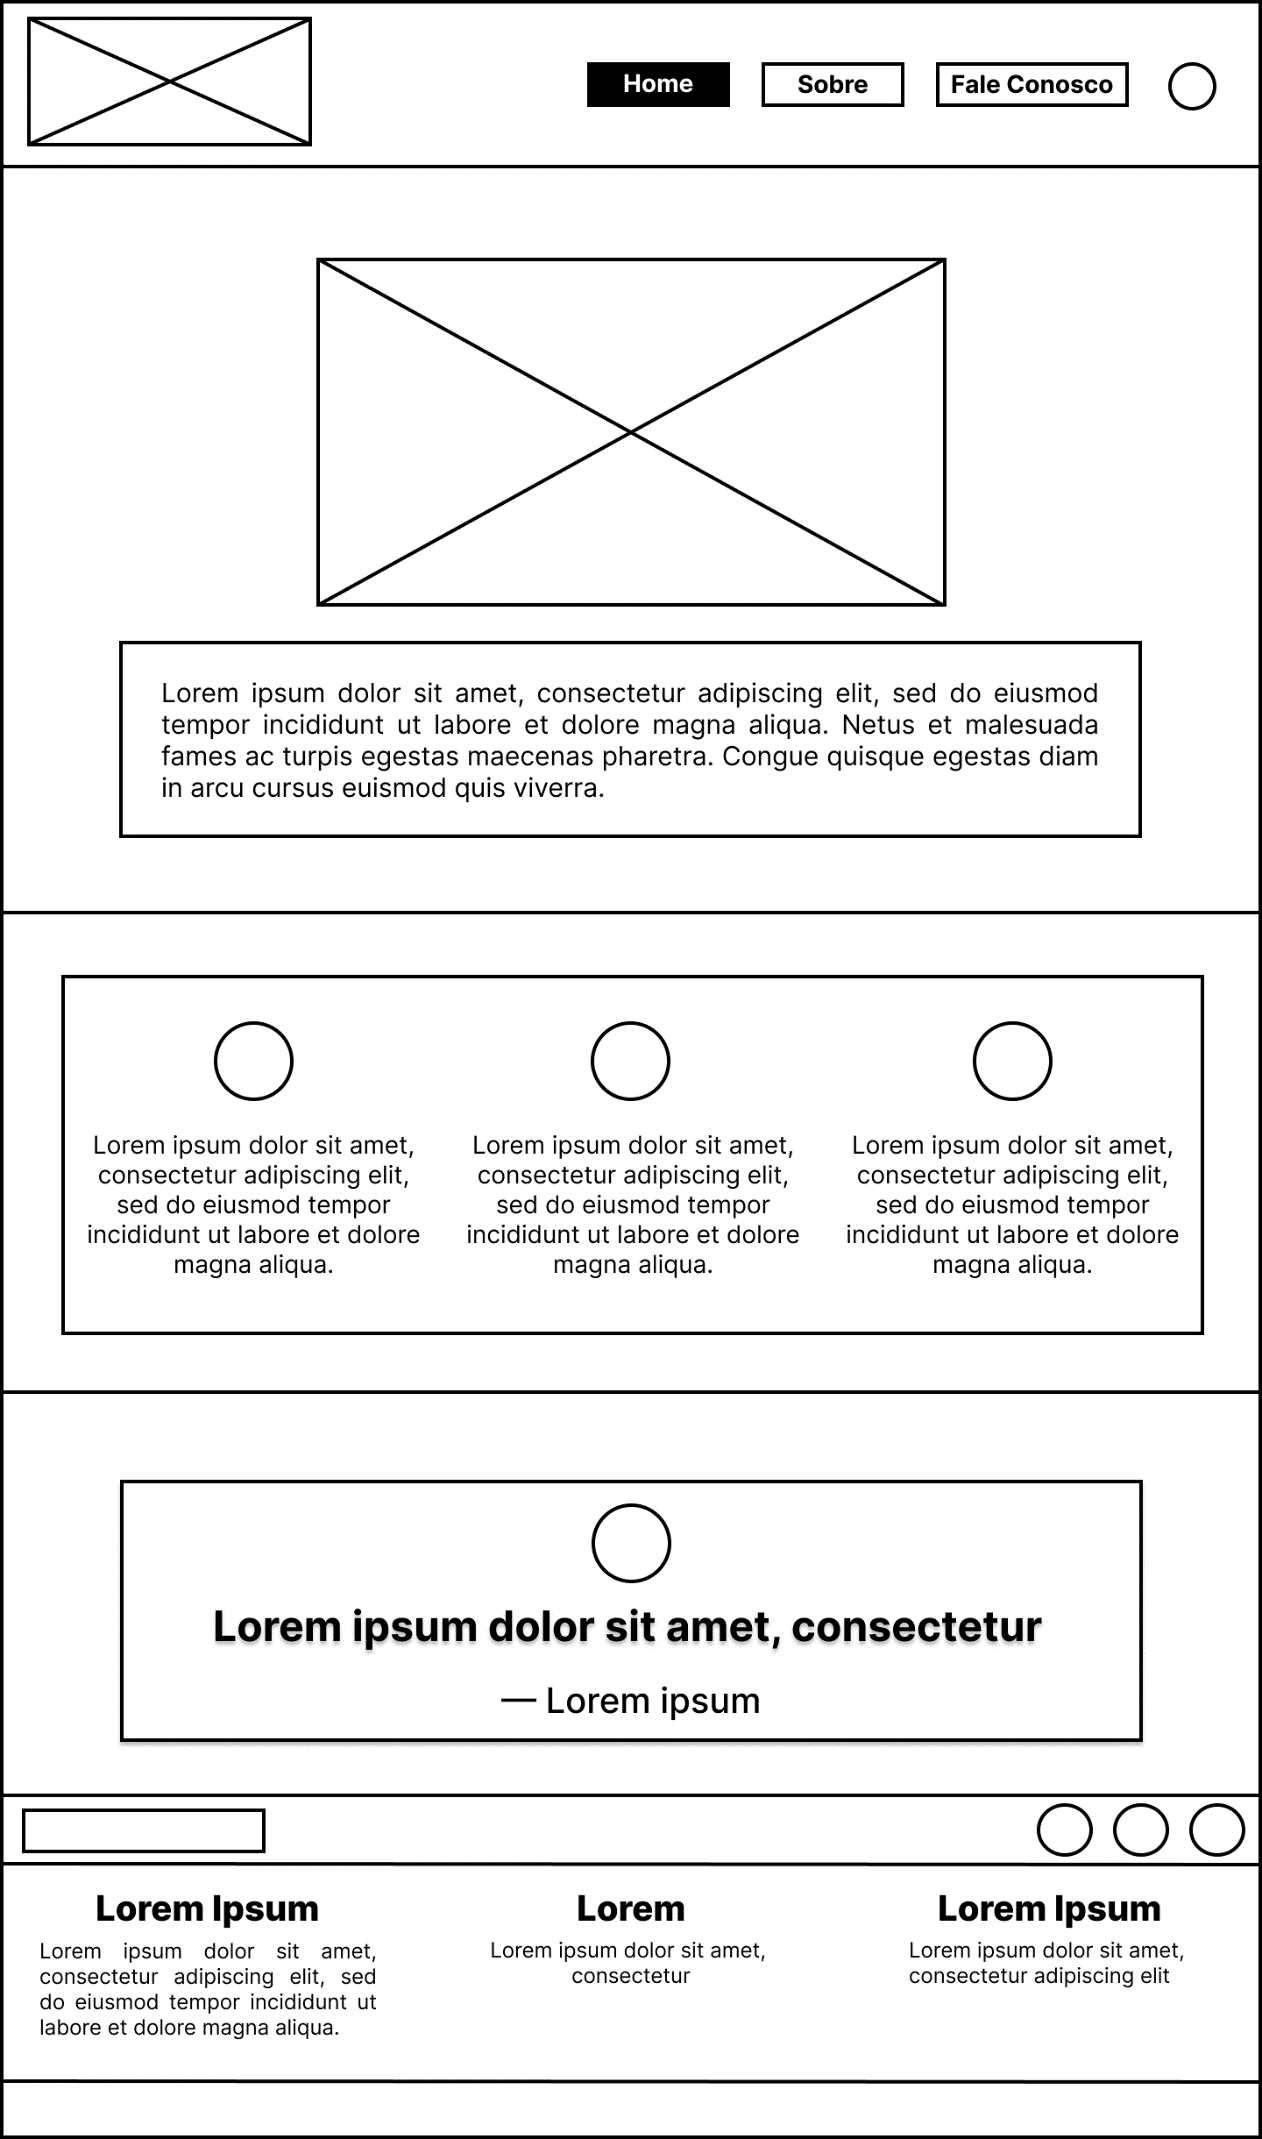 Home
Sobre
Fale Conosco
Lorem ipsum dolor sit amet, consectetur adipiscing elit, sed do eiusmod
tempor incididunt ut labore et dolore magna aliqua. Netus et malesuada
fames ac turpis egestas maecenas pharetra. Congue quisque egestas diam
in arcu cursus euismod quis viverra.
Lorem ipsum dolor sit amet,
consectetur adipiscing elit,
sed do eiusmod tempor
incididunt ut labore et dolore
magna aliqua.
Lorem ipsum dolor sit amet,
consectetur adipiscing elit,
sed do eiusmod tempor
incididunt ut labore et dolore
magna aliqua.
Lorem ipsum dolor sit amet,
consectetur adipiscing elit,
sed do eiusmod tempor
incididunt ut labore et dolore
magna aliqua.
Lorem ipsum dolor sit amet, consectetur
— Lorem ipsum
Lorem Ipsum
Lorem ipsum dolor sit amet,
consectetur adipiscing elit, sed
do eiusmod tempor incididunt ut
labore et dolore magna aliqua.
Lorem
Lorem ipsum dolor sit amet,
consectetur
Lorem Ipsum
Lorem ipsum dolor sit amet,
consectetur adipiscing elit